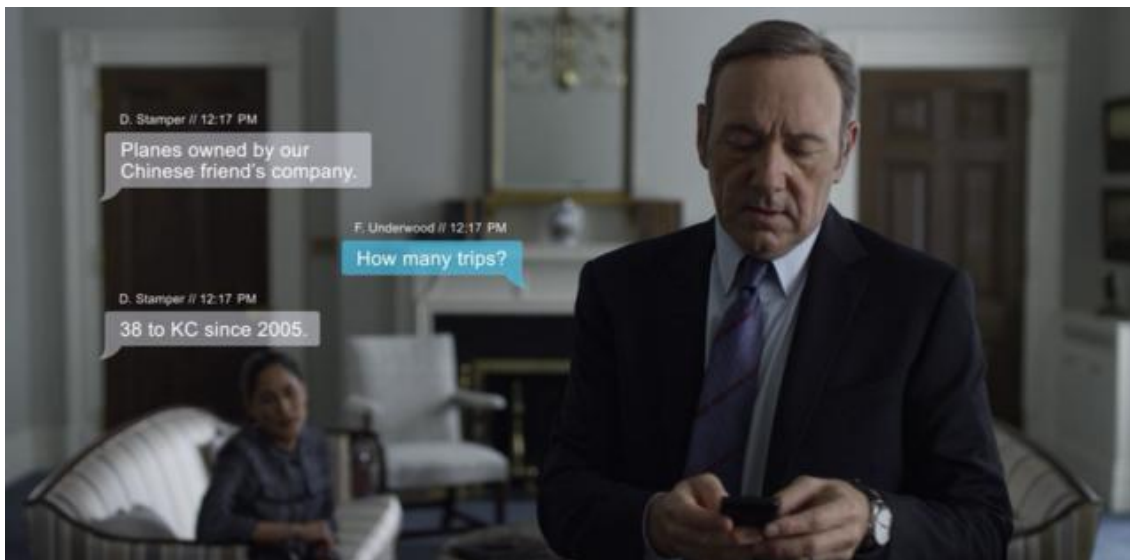 D. Stamper // 12:17 PM
Planes owned by our
Chinese friend's company.
F. Underwood // 12:17 PM
How many trips?
D. Stamper // 12:17 PM
38 to KC since 2005.